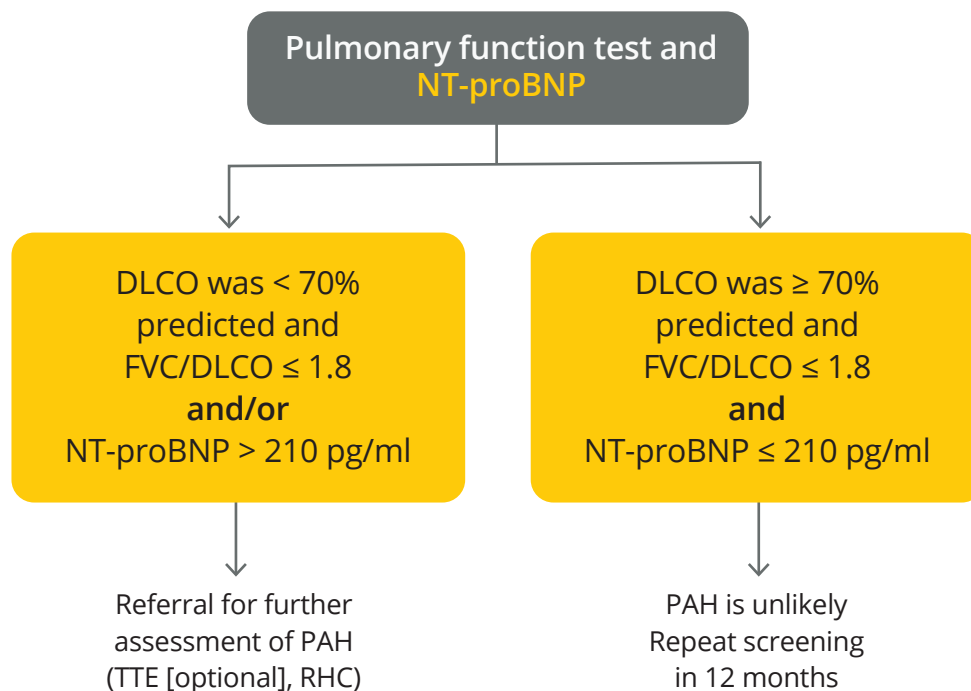 Pulmonary function test and
NT-proBNP
DLCO was < 70%
predicted and
FVC/DLCO ≤ 1.8
and/or
NT-proBNP > 210 pg/ml
DLCO was ≥ 70%
predicted and
FVC/DLCO ≤ 1.8
and
NT-proBNP ≤ 210 pg/ml
Referral for further
assessment of PAH
(TTE [optional], RHC)
PAH is unlikely
Repeat screening
in 12 months